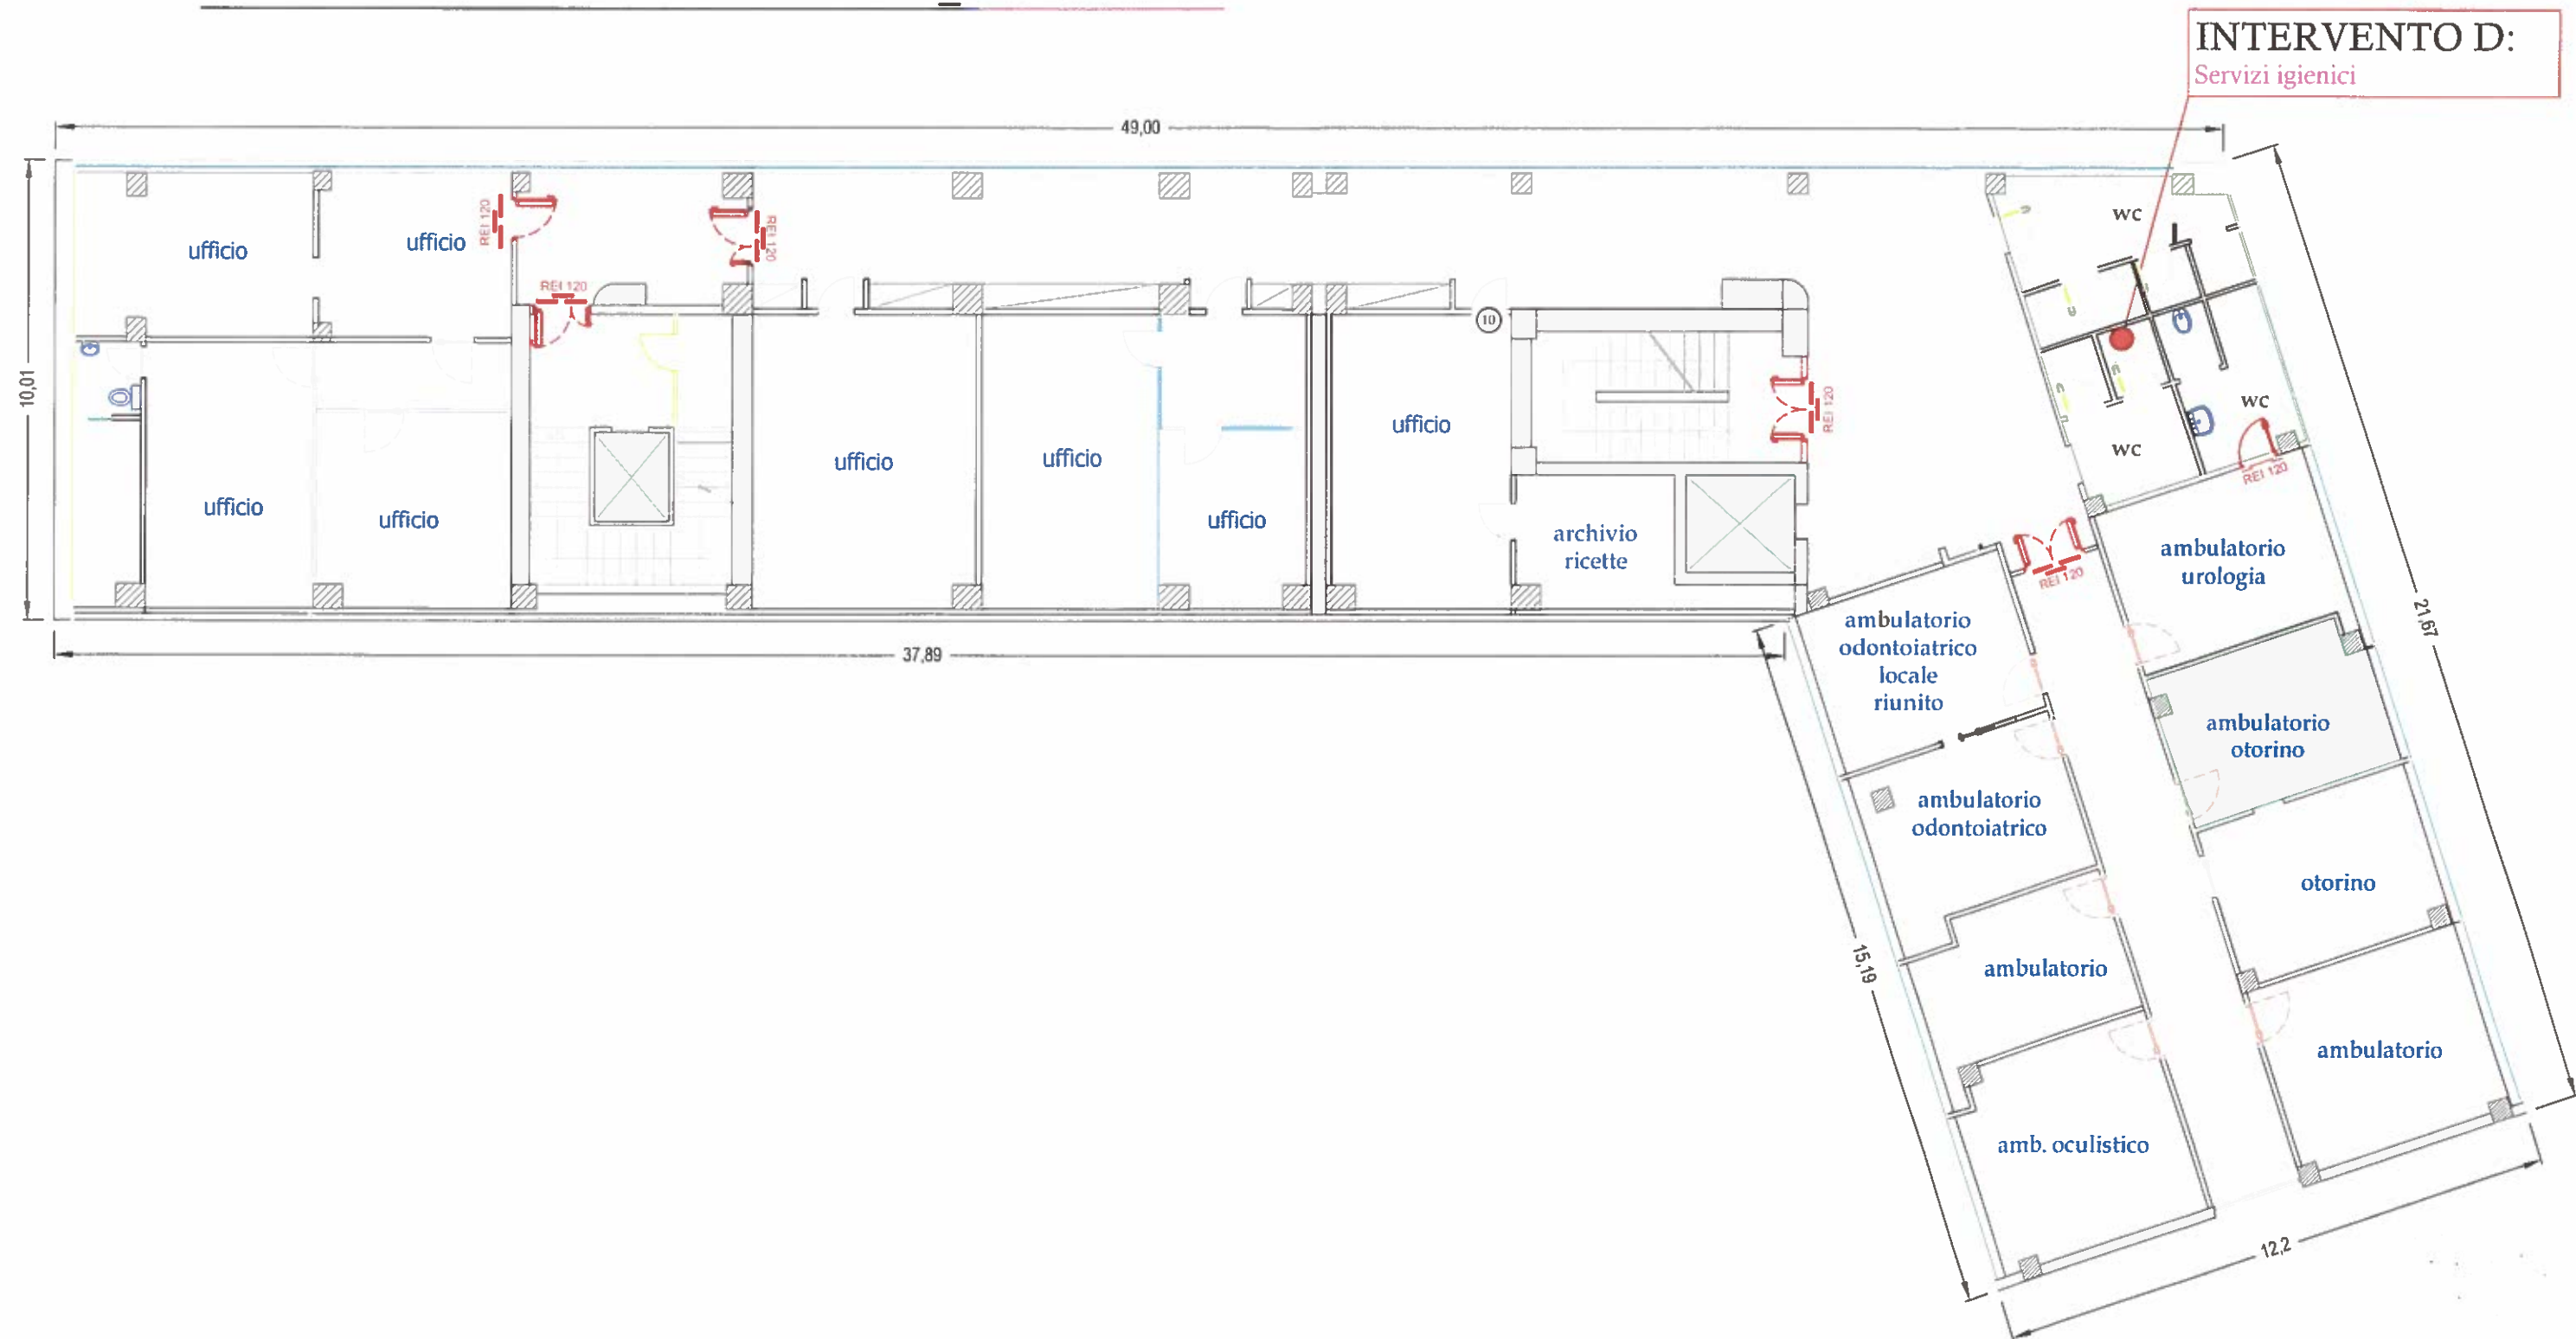 INTERVENTO D:
Servizi igienici
49,00
10,01
ufficio
ufficio
REI 120
REI 120
REI 120
wc
10
ufficio
REI 120
wc
wc
REI 120
ufficio
ufficio
ufficio
ufficio
ufficio
archivio
ricette
ambulatorio
urologia
REI 120
21,67
37,89
ambulatorio
odontoiatrico
locale
riunito
ambulatorio
otorino
ambulatorio
odontoiatrico
otorino
15,19
ambulatorio
ambulatorio
amb. oculistico
12,2